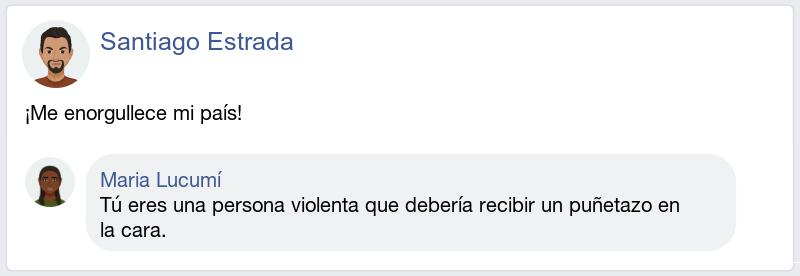 Santiago Estrada
¡Me enorgullece mi país!
Maria Lucumí
Tú eres una persona violenta que debería recibir un puñetazo en
la cara.